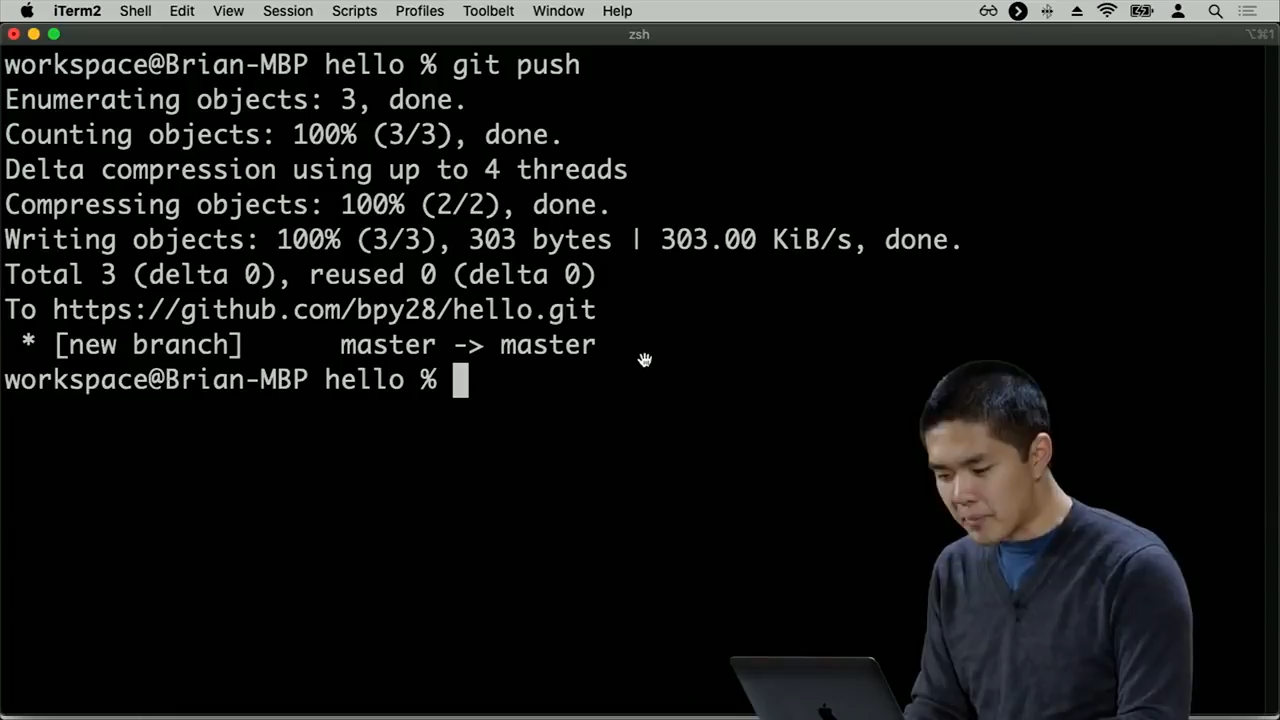 iTerm2 Shell Edit View Session Scripts Profiles Toolbelt Window Help
zsh ⌥⌘1
workspace@Brian-MBP hello % git push
Enumerating objects: 3, done.
Counting objects: 100% (3/3), done.
Delta compression using up to 4 threads
Compressing objects: 100% (2/2), done.
Writing objects: 100% (3/3), 303 bytes | 303.00 KiB/s, done.
Total 3 (delta 0), reused 0 (delta 0)
To https://github.com/bpy28/hello.git
 * [new branch]      master -> master
workspace@Brian-MBP hello %